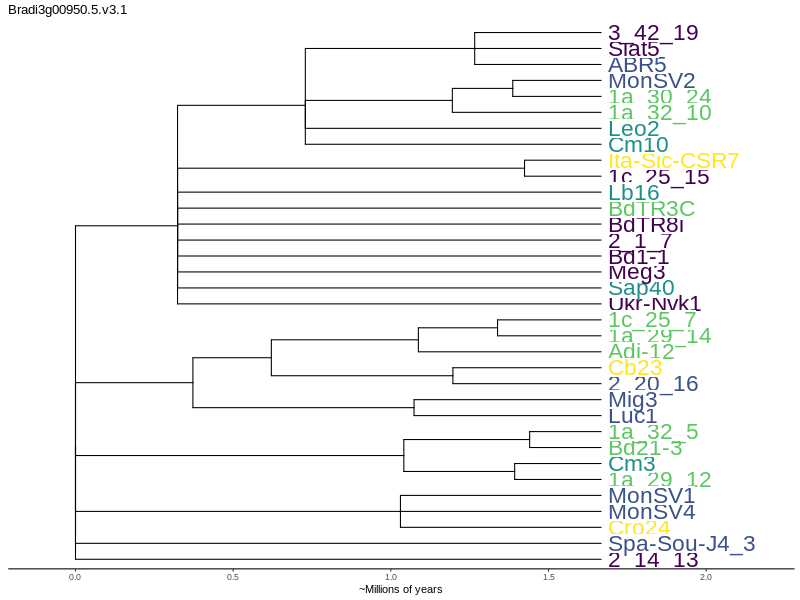 Bradi3g00950.5.v3.1
3_42_19
Slat5
ABR5
MonSV2
1a_30_24
1a_32_10
Leo2
Cm10
Ita-Sic-CSR7
1c_25_15
Lb16
BdTR3C
BdTR8i
2_1_7
Bd1-1
Meg3
Sap40
Ukr-Nvk1
1c_25_7
1a_29_14
Adi-12
Cb23
2_20_16
Mig3
Luc1
1a_32_5
Bd21-3
Cm3
1a_29_12
MonSV1
MonSV4
Cro24
Spa-Sou-J4_3
2_14_13
0.0 0.5 1.0 1.5 2.0
~Millions of years